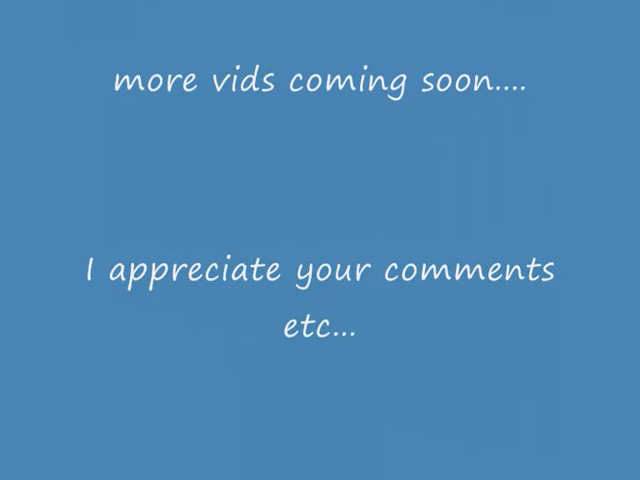 more vids coming soon....
I appreciate your comments
etc...